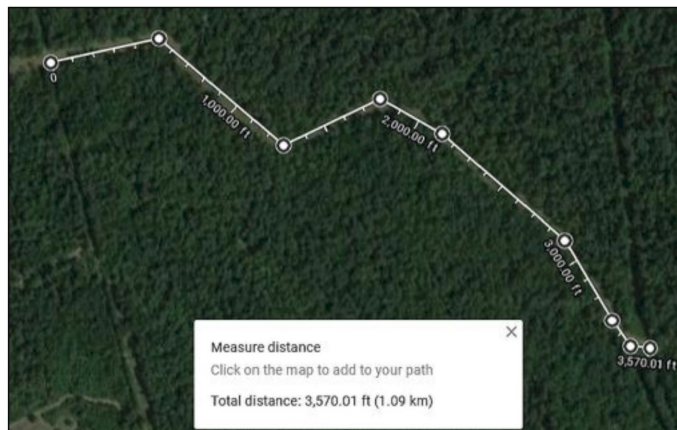 0
1,000.00 ft
2,000.00 ft
3,000.00 ft
3,570.01 ft
Measure distance
Click on the map to add to your path
Total distance: 3,570.01 ft (1.09 km)